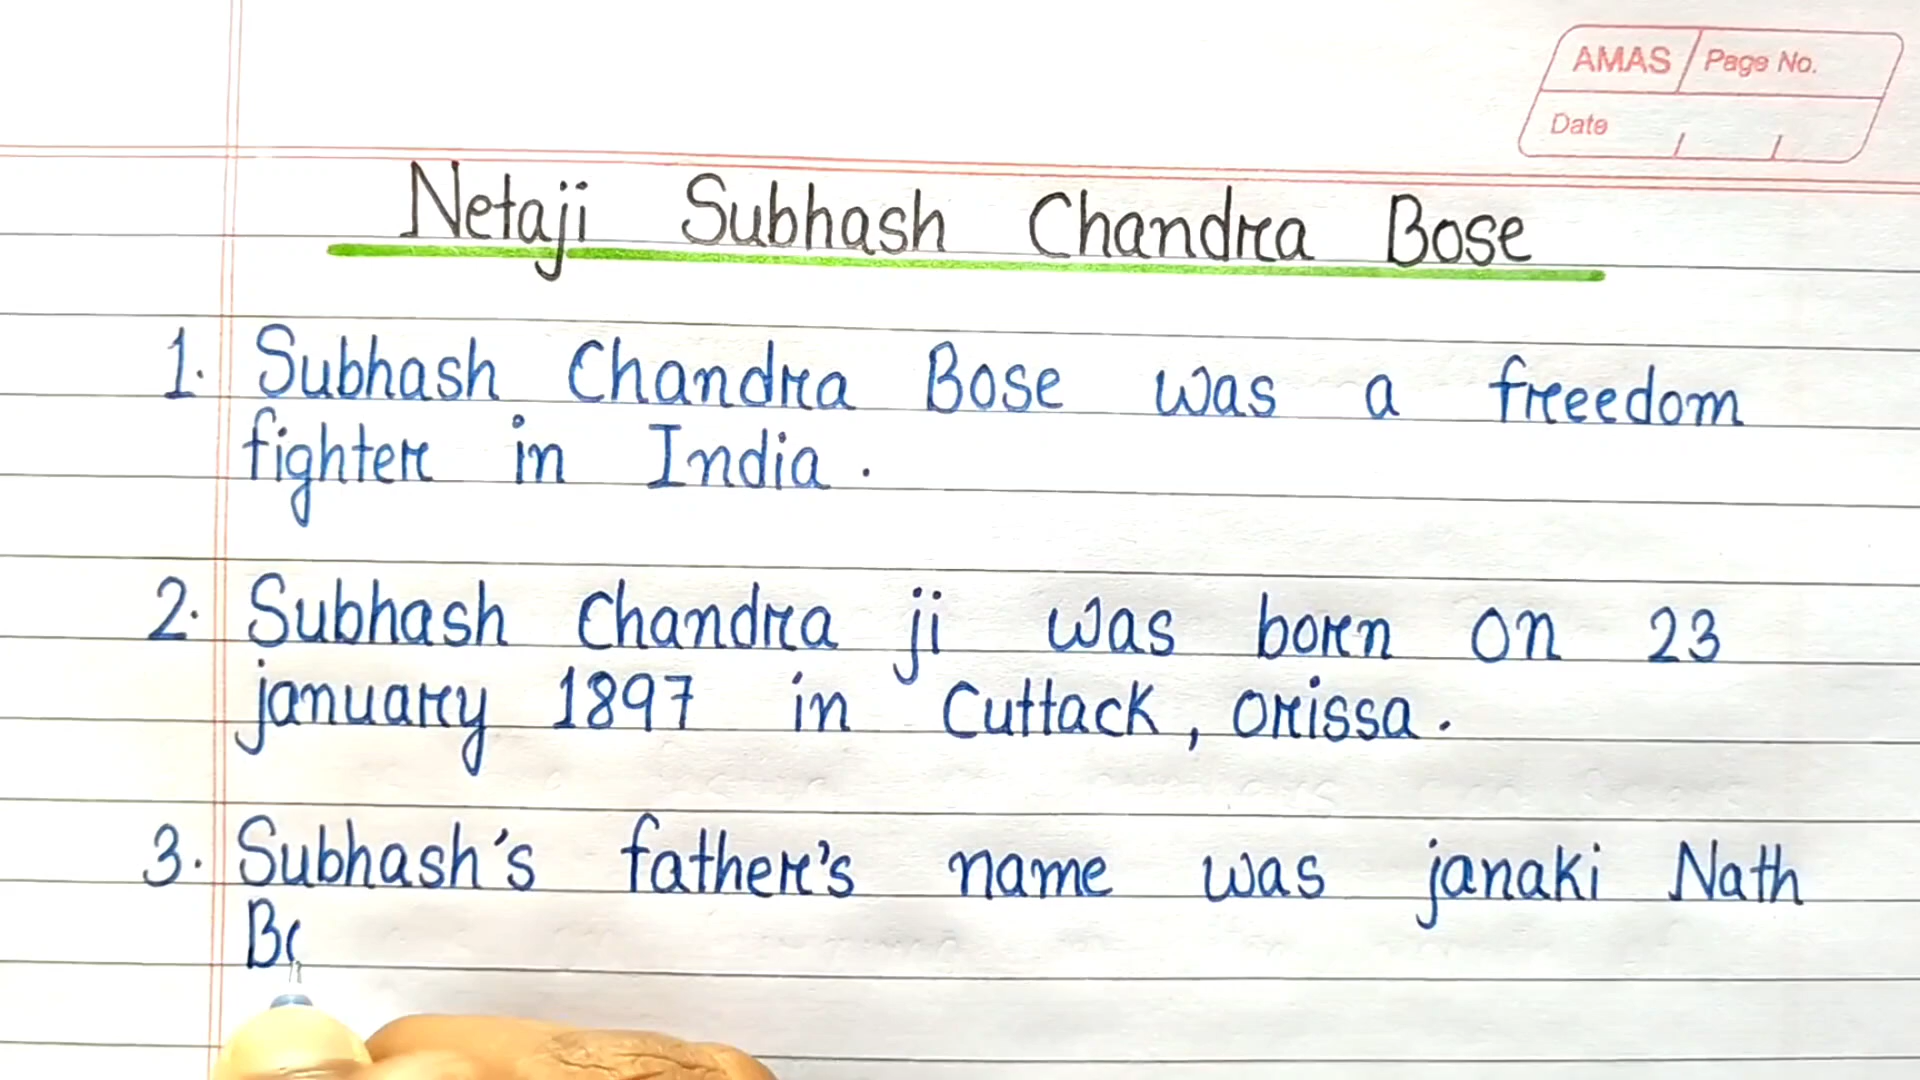 AMAS Page No.
Date / /
Netaji Subhash Chandra Bose
1. Subhash Chandra Bose was a freedom
fighter in India.
2. Subhash Chandra ji was born on 23
january 1897 in Cuttack, orissa.
3. Subhash's father's name was janaki Nath